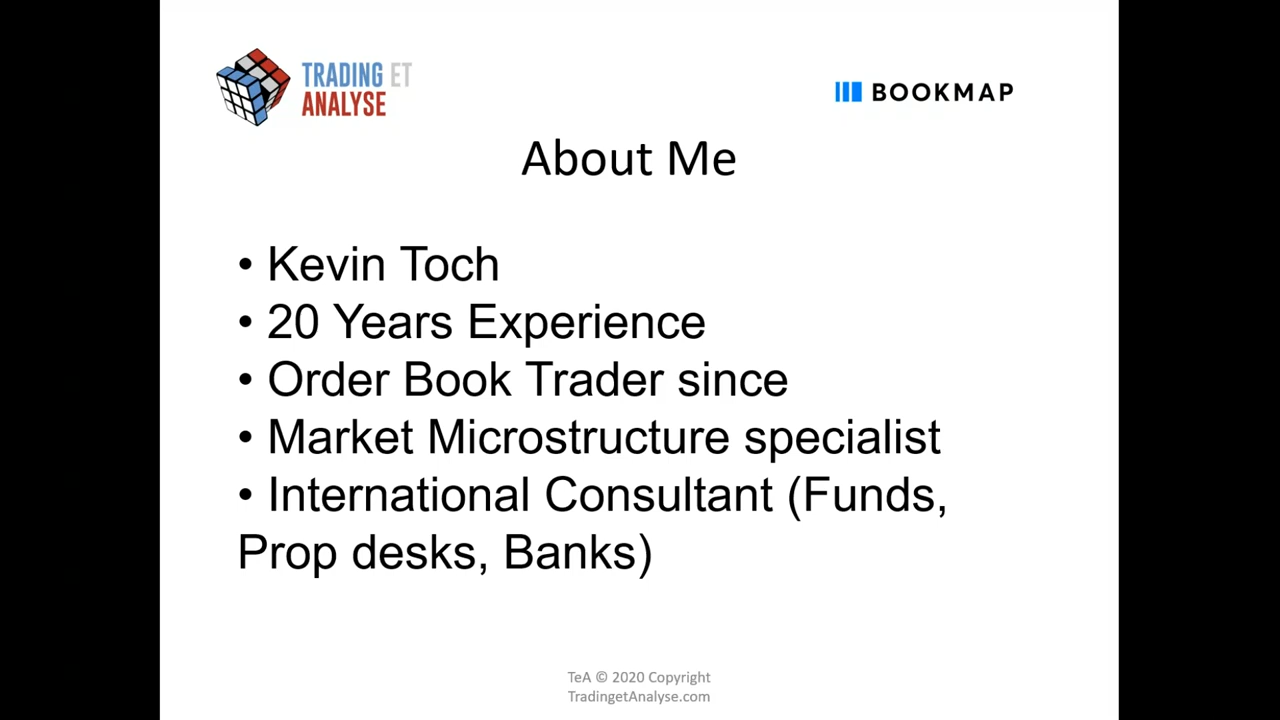 TRADING ET
ANALYSE
BOOKMAP
About Me
• Kevin Toch
• 20 Years Experience
• Order Book Trader since
• Market Microstructure specialist
• International Consultant (Funds,
Prop desks, Banks)
TeA © 2020 Copyright
TradingetAnalyse.com